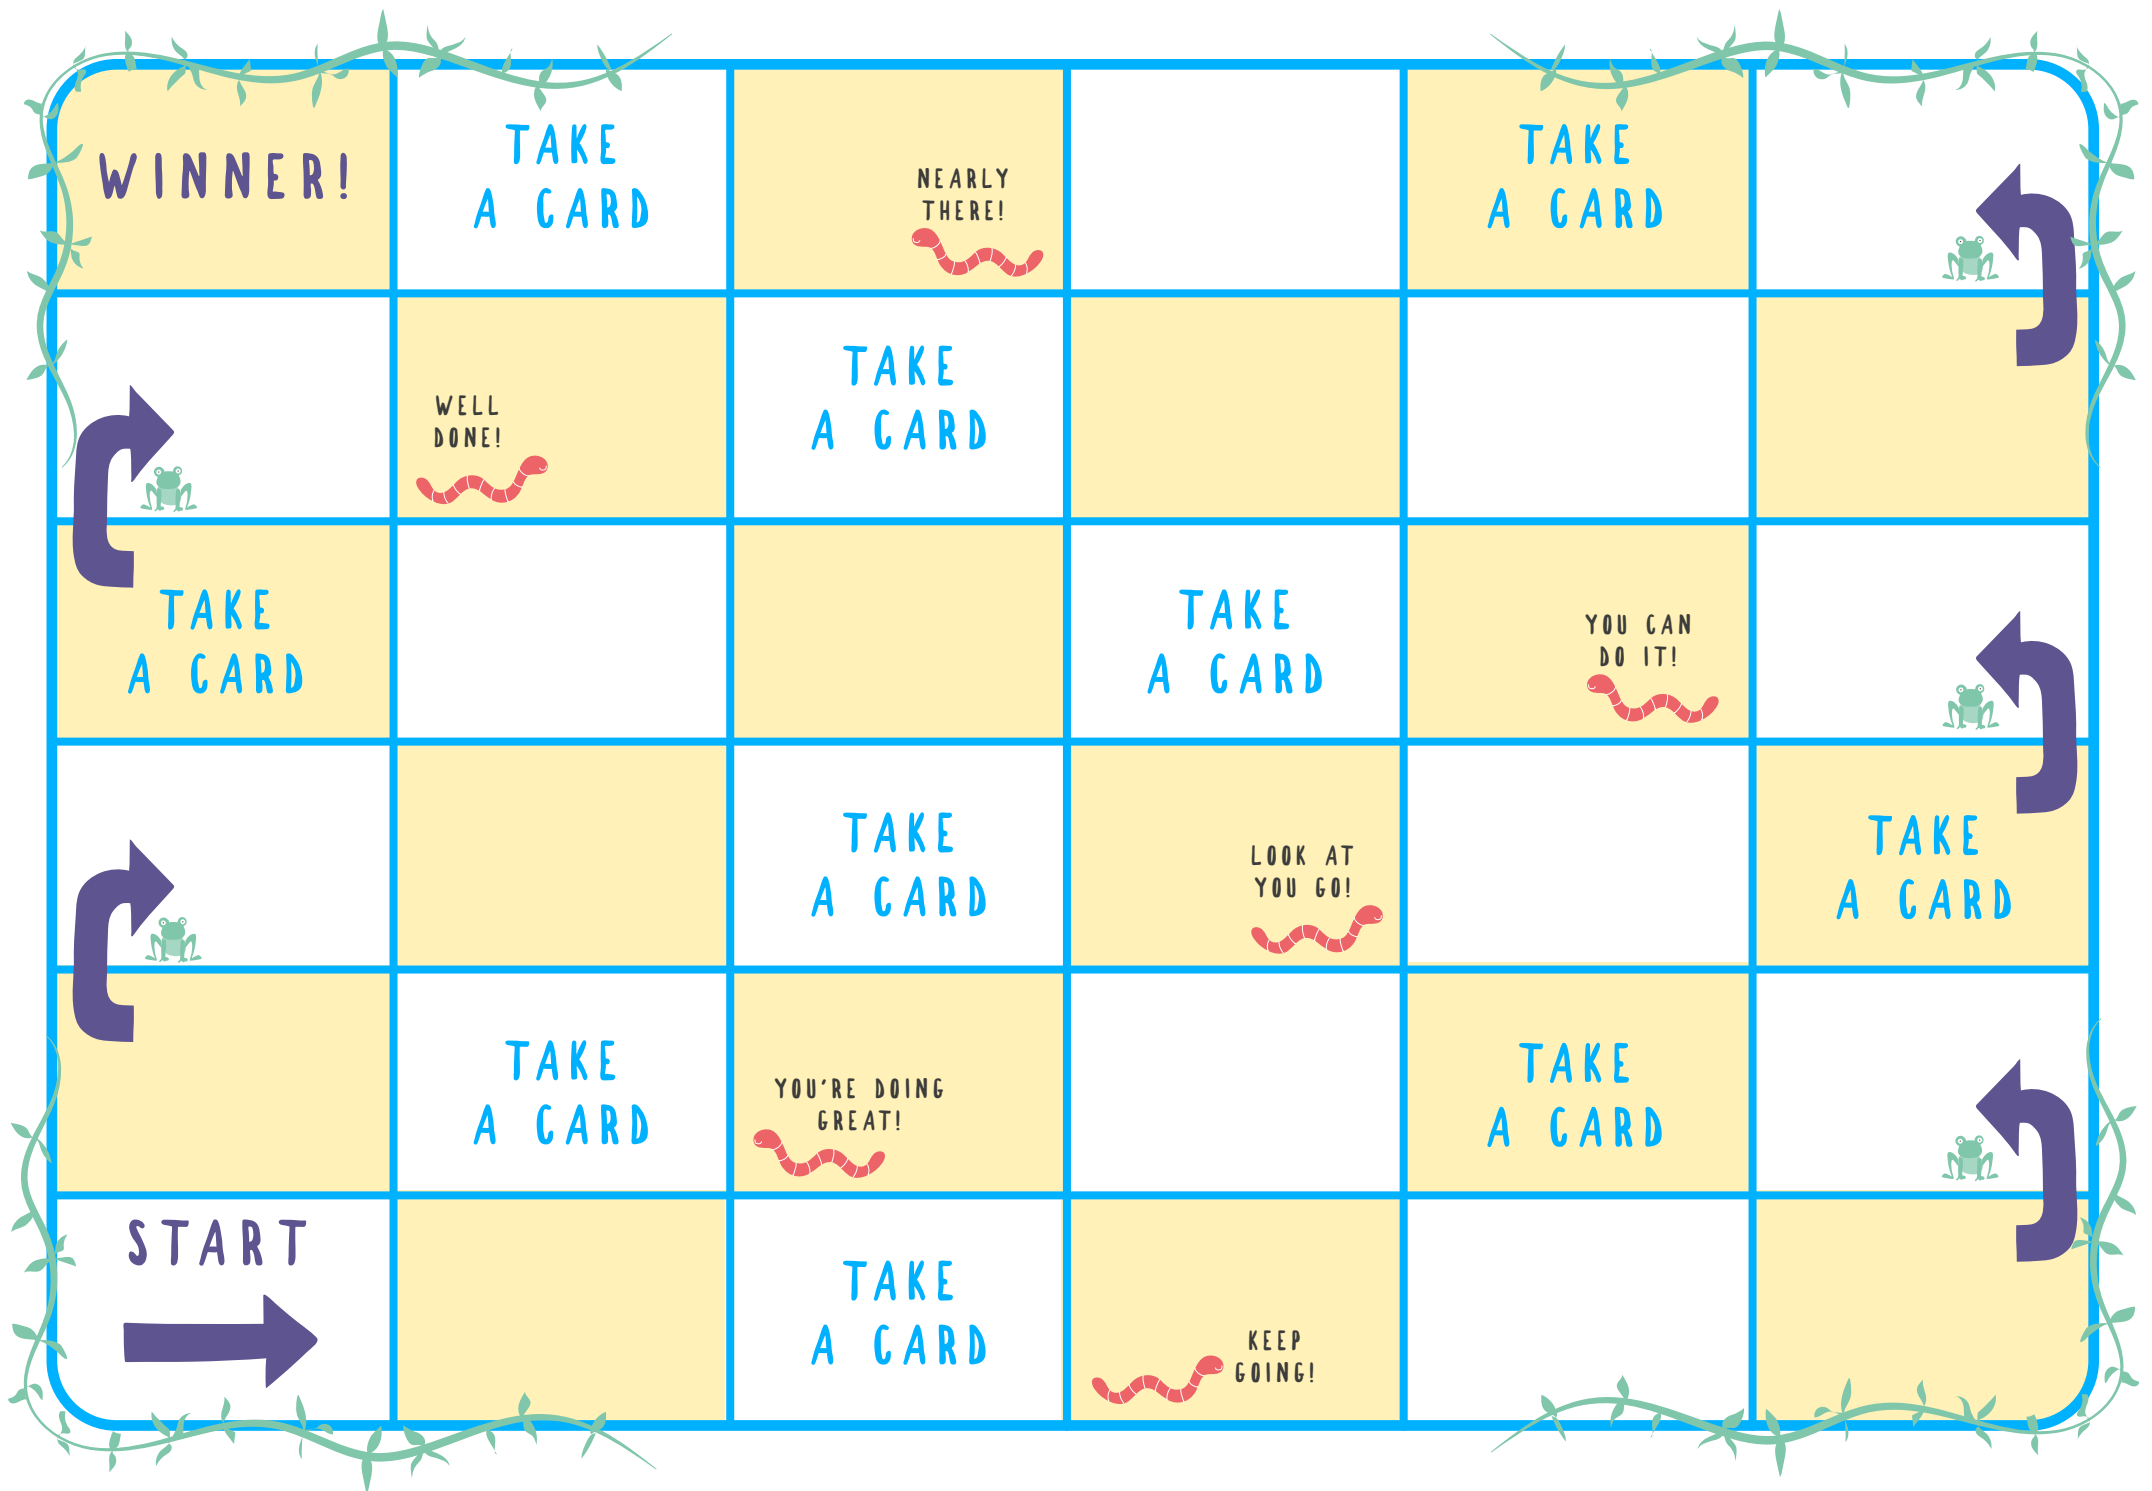 WINNER!
TAKE
A CARD
NEARLY
THERE!
TAKE
A CARD
WELL
DONE!
TAKE
A CARD
TAKE
A CARD
TAKE
A CARD
YOU CAN
DO IT!
TAKE
A CARD
LOOK AT
YOU GO!
TAKE
A CARD
TAKE
A CARD
YOU'RE DOING
GREAT!
TAKE
A CARD
START
TAKE
A CARD
KEEP
GOING!